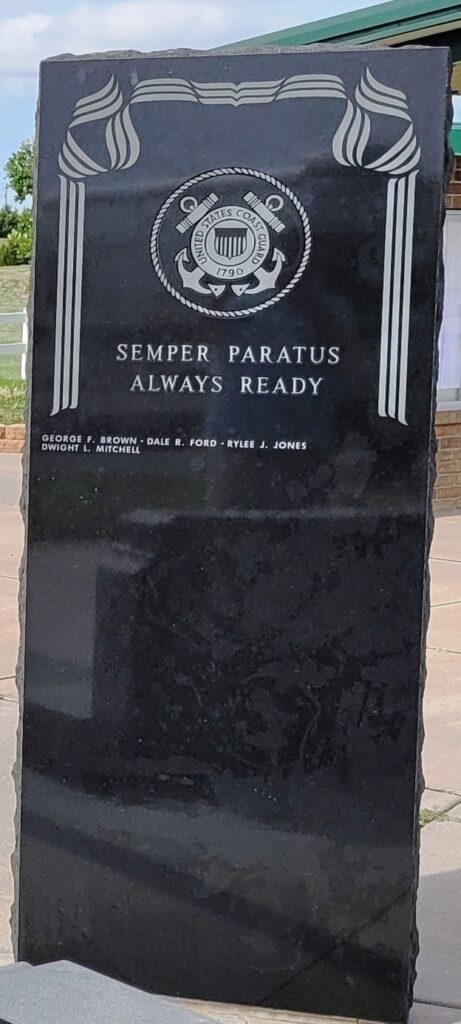 UNITED STATES COAST GUARD
1790
SEMPER PARATUS
ALWAYS READY
GEORGE F. BROWN - DALE R. FORD - RYLEE J. JONES
DWIGHT L. MITCHELL